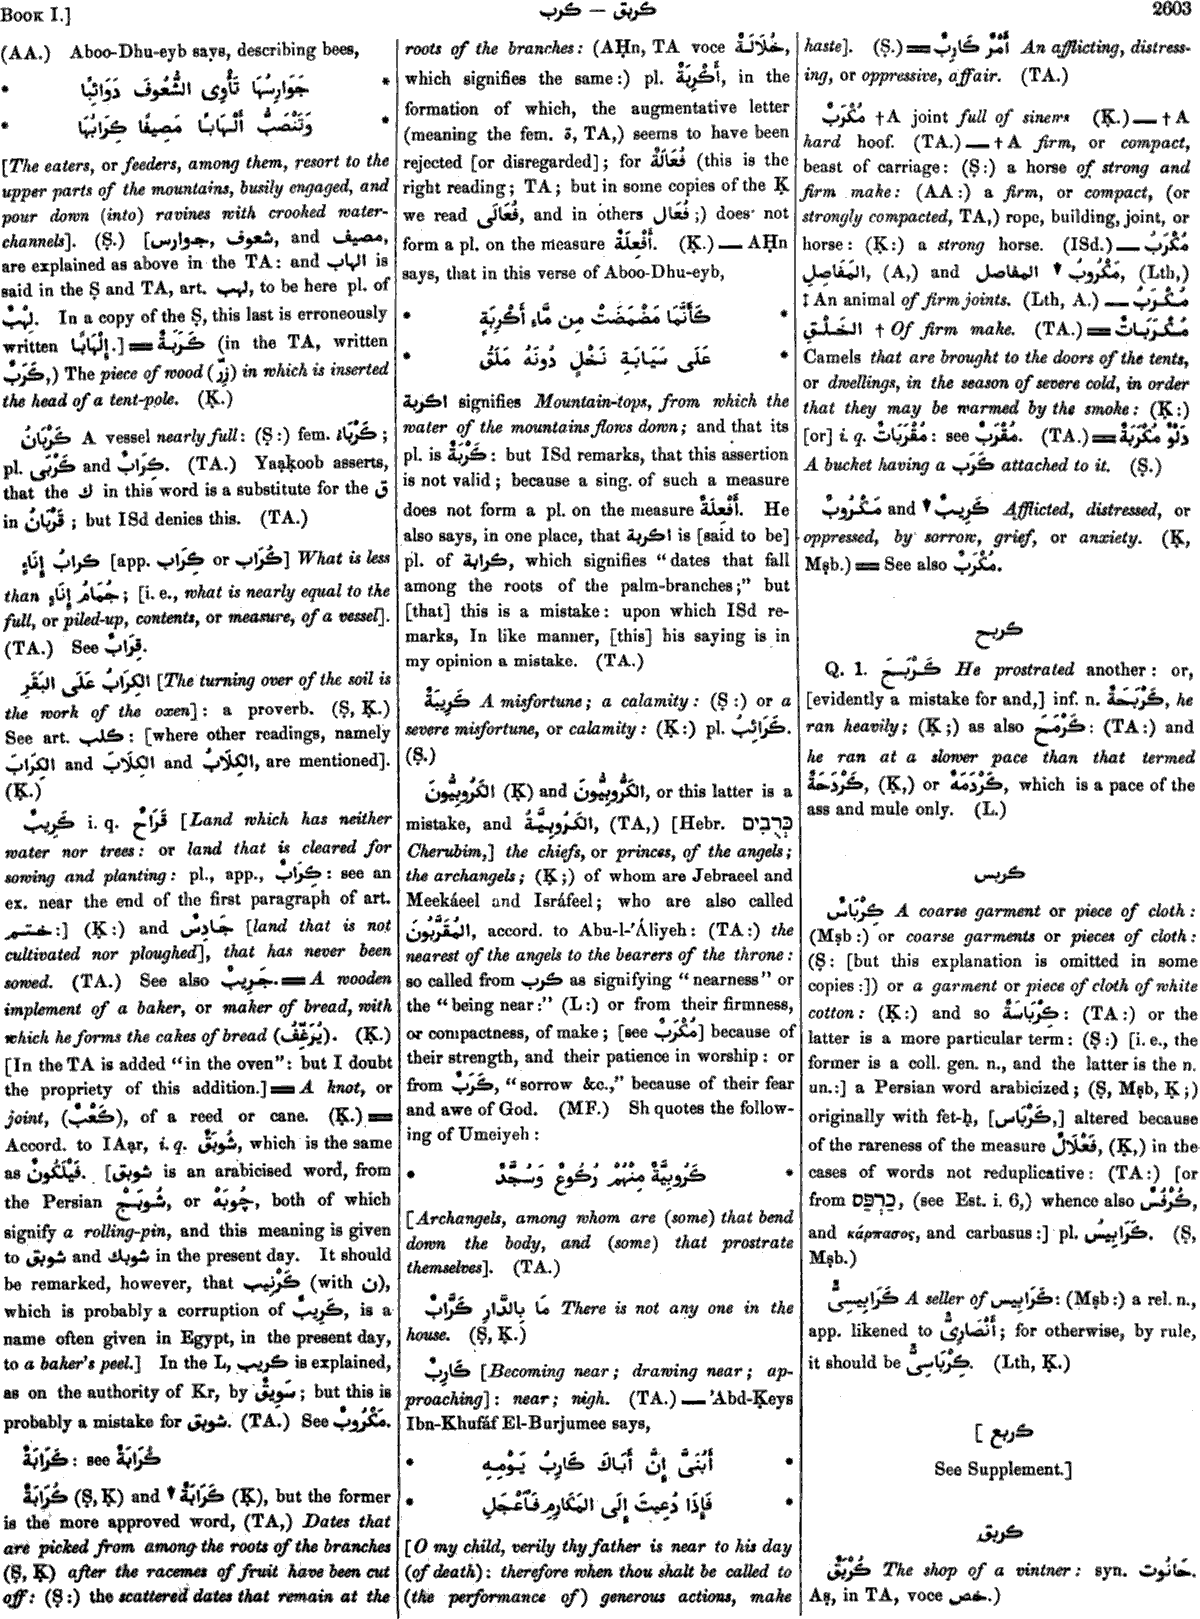 BOOK I.]
كرب — كربق
2603
(AA.) Aboo-Dhu-eyb says, describing bees,
* جَوَارِسُهَا تَأْوِى الشُّعُوفَ دَوَائِبًا *
* وَتَنْصَبُّ أَلْهَابًا مَصِيفًا كِرَابُهَا *
[The eaters, or feeders, among them, resort to the
upper parts of the mountains, busily engaged, and
pour down (into) ravines with crooked water-
channels]. (Ṣ.) [جوارس, شعوف, and مصيف,
are explained as above in the TA: and الهاب is
said in the Ṣ and TA, art. لهب, to be here pl. of
لِهْبٌ. In a copy of the Ṣ, this last is erroneously
written إِلْهَابًا.] ═ كَرَبَةٌ (in the TA, written
كَرَبٌ,) The piece of wood (زِرّ) in which is inserted
the head of a tent-pole. (Ḳ.)
كَرْبَانُ A vessel nearly full: (Ṣ:) fem. كَرْبَاءُ;
pl. كَرْبَى and كِرَابٌ. (TA.) Yaạḳoob asserts,
that the ك in this word is a substitute for the ق
in قَرْبَانُ; but ISd denies this. (TA.)
كرابُ إِنَاءٍ [app. كِرَاب or كُرَاب] What is less
than جُمَامُ إِنَاءٍ; [i. e., what is nearly equal to the
full, or piled-up, contents, or measure, of a vessel].
(TA.) See قِرَابٌ.
الكِرَابُ عَلَى البَقَرِ [The turning over of the soil is
the work of the oxen]: a proverb. (Ṣ, Ḳ.)
See art. كلب: [where other readings, namely
الكِرَابَ and الكِلَابَ and الكِلَابُ, are mentioned].
(Ḳ.)
كَرِيبٌ i. q. قَرَاحٌ [Land which has neither
water nor trees: or land that is cleared for
sowing and planting: pl., app., كِرَابٌ: see an
ex. near the end of the first paragraph of art.
ختم:] (Ḳ:) and جَادِسٌ [land that is not
cultivated nor ploughed], that has never been
sowed. (TA.) See also جَرِيبٌ. ═ A wooden
implement of a baker, or maker of bread, with
which he forms the cakes of bread (يُرَغِّفُ). (Ḳ.)
[In the TA is added "in the oven": but I doubt
the propriety of this addition.] ═ A knot, or
joint, (كَعْبٌ), of a reed or cane. (Ḳ.) ═
Accord. to IAạr, i. q. شُوبَقٌ, which is the same
as فَيْلَكُونٌ. [شوبق is an arabicised word, from
the Persian شُوبَجْ, or چُوبَهْ, both of which
signify a rolling-pin, and this meaning is given
to شوبق and شوبك in the present day. It should
be remarked, however, that كَرْنِيب (with ن),
which is probably a corruption of كَرِيبٌ, is a
name often given in Egypt, in the present day,
to a baker's peel.] In the L, كريب is explained,
as on the authority of Kr, by سَوِيقٌ; but this is
probably a mistake for شوبق. (TA.) See مَكْرُوبٌ.
كَرَابَةٌ: see كُرَابَةٌ
كُرَابَةٌ (Ṣ, Ḳ) and ▼ كَرَابَةٌ (Ḳ), but the former
is the more approved word, (TA,) Dates that
are picked from among the roots of the branches
(Ṣ, Ḳ) after the racemes of fruit have been cut
off: (Ṣ:) the scattered dates that remain at the
roots of the branches: (AḤn, TA voce خُلَالَةٌ,
which signifies the same:) pl. أَكْرِبَةٌ, in the
formation of which, the augmentative letter
(meaning the fem. ة, TA,) seems to have been
rejected [or disregarded]; for فُعَالَةٌ (this is the
right reading; TA; but in some copies of the Ḳ
we read فُعَالَى, and in others فُعَال;) does not
form a pl. on the measure أَفْعِلَةٌ. (Ḳ.) — AḤn
says, that in this verse of Aboo-Dhu-eyb,
* كَأَنَّمَا مَضْمَضَتْ مِن مَّاءِ أَكْرِبَةٍ *
* عَلَى سَيَابَةِ نَخْلٍ دُونَهُ مَلَقُ *
اكربة signifies Mountain-tops, from which the
water of the mountains flows down; and that its
pl. is كَرْبَةٌ: but ISd remarks, that this assertion
is not valid; because a sing. of such a measure
does not form a pl. on the measure أَفْعِلَةٌ. He
also says, in one place, that اكربة is [said to be]
pl. of كرابة, which signifies "dates that fall
among the roots of the palm-branches;" but
[that] this is a mistake: upon which ISd re-
marks, In like manner, [this] his saying is in
my opinion a mistake. (TA.)
كَرِيبَةٌ A misfortune; a calamity: (Ṣ:) or a
severe misfortune, or calamity: (Ḳ:) pl. كَرَائِبُ.
(Ṣ.)
الكَرُوبِيُّونَ (Ḳ) and الكَرُّوبِيُّونَ, or this latter is a
mistake, and الكَرُوبِيَّةُ, (TA,) [Hebr. כְּרֻבִים
Cherubim,] the chiefs, or princes, of the angels;
the archangels; (Ḳ;) of whom are Jebraeel and
Meekáeel and Isráfeel; who are also called
المُقَرَّبُونَ, accord. to Abu-l-'Áliyeh: (TA:) the
nearest of the angels to the bearers of the throne:
so called from كرب as signifying "nearness" or
the "being near:" (L:) or from their firmness,
or compactness, of make; [see مُكْرَبٌ] because of
their strength, and their patience in worship: or
from كَرْبٌ, "sorrow &c.," because of their fear
and awe of God. (MF.) Sh quotes the follow-
ing of Umeiyeh:
* كَرُوبِيَّةٌ مِنْهُمْ رُكُوعٌ وَسُجَّدٌ *
[Archangels, among whom are (some) that bend
down the body, and (some) that prostrate
themselves]. (TA.)
مَا بِالدَّارِ كَرَّابٌ There is not any one in the
house. (Ṣ, Ḳ.)
كَارِبٌ [Becoming near; drawing near; ap-
proaching]: near; nigh. (TA.) — 'Abd-Ḳeys
Ibn-Khufáf El-Burjumee says,
* أَبُنَىَّ إِنَّ أَبَاكَ كَارِبُ يَوْمِهِ *
* فَإِذَا دُعِيتَ إِلَى المَكَارِمِ فَٱعْجَلِ *
[O my child, verily thy father is near to his day
(of death): therefore when thou shalt be called to
(the performance of) generous actions, make
haste]. (Ṣ.) ═ أَمْرٌ كَارِبٌ An afflicting, distress-
ing, or oppressive, affair. (TA.)
مُكْرَبٌ † A joint full of sinews (Ḳ.) — † A
hard hoof. (TA.) — † A firm, or compact,
beast of carriage: (Ṣ:) a horse of strong and
firm make: (AA:) a firm, or compact, (or
strongly compacted, TA,) rope, building, joint, or
horse: (Ḳ:) a strong horse. (ISd.) — مُكْرَبُ
المَفَاصِلِ, (A,) and المفاصل ▼ مَكْرُوبُ, (Lth,)
‡ An animal of firm joints. (Lth, A.) — مُكْرَبُ
الخَلْقِ † Of firm make. (TA.) ═ مُكْرَبَاتٌ
Camels that are brought to the doors of the tents,
or dwellings, in the season of severe cold, in order
that they may be warmed by the smoke: (Ḳ:)
[or] i. q. مُقْرَبَاتٌ: see مُقْرَبٌ. (TA.) ═ دَلْوٌ مُكْرَبَةٌ
A bucket having a كَرَب attached to it. (Ṣ.)
مَكْرُوبٌ and ▼ كَرِيبٌ Afflicted, distressed, or
oppressed, by sorrow, grief, or anxiety. (Ḳ,
Mṣb.) ═ See also مُكْرَبٌ.
كربح
Q. 1. كَرْبَحَ He prostrated another: or,
[evidently a mistake for and,] inf. n. كَرْبَحَةٌ, he
ran heavily; (Ḳ;) as also كَرْمَحَ: (TA:) and
he ran at a slower pace than that termed
كَرْدَحَةٌ, (Ḳ,) or كَرْدَمَةٌ, which is a pace of the
ass and mule only. (L.)
كربس
كِرْبَاسٌ A coarse garment or piece of cloth:
(Mṣb:) or coarse garments or pieces of cloth:
(Ṣ: [but this explanation is omitted in some
copies:]) or a garment or piece of cloth of white
cotton: (Ḳ:) and so كِرْبَاسَةٌ: (TA:) or the
latter is a more particular term: (Ṣ:) [i. e., the
former is a coll. gen. n., and the latter is the n.
un.:] a Persian word arabicized; (Ṣ, Mṣb, Ḳ;)
originally with fet-ḥ, [كَرْبَاس,] altered because
of the rareness of the measure فَعْلَالٌ, (Ḳ,) in the
cases of words not reduplicative: (TA:) [or
from כַרְפַּס, (see Est. i. 6,) whence also كُرْفُسٌ,
and κάρπασος, and carbasus:] pl. كَرَابِيسُ. (Ṣ,
Mṣb.)
كَرَابِيسِىٌّ A seller of كَرَابِيس: (Mṣb:) a rel. n.,
app. likened to أَنْصَارِىٌّ; for otherwise, by rule,
it should be كِرْبَاسِىٌّ. (Lth, Ḳ.)
[كربع
See Supplement.]
كربق
كُرْبَقٌ The shop of a vintner: syn. حَانُوت.
Aṣ, in TA, voce خص.)